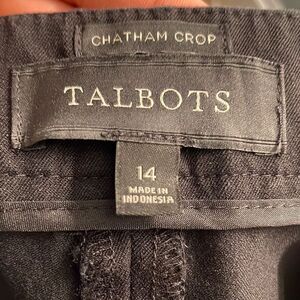 CHATHAM CROP
TALBOTS
14
MADE IN
INDONESIA